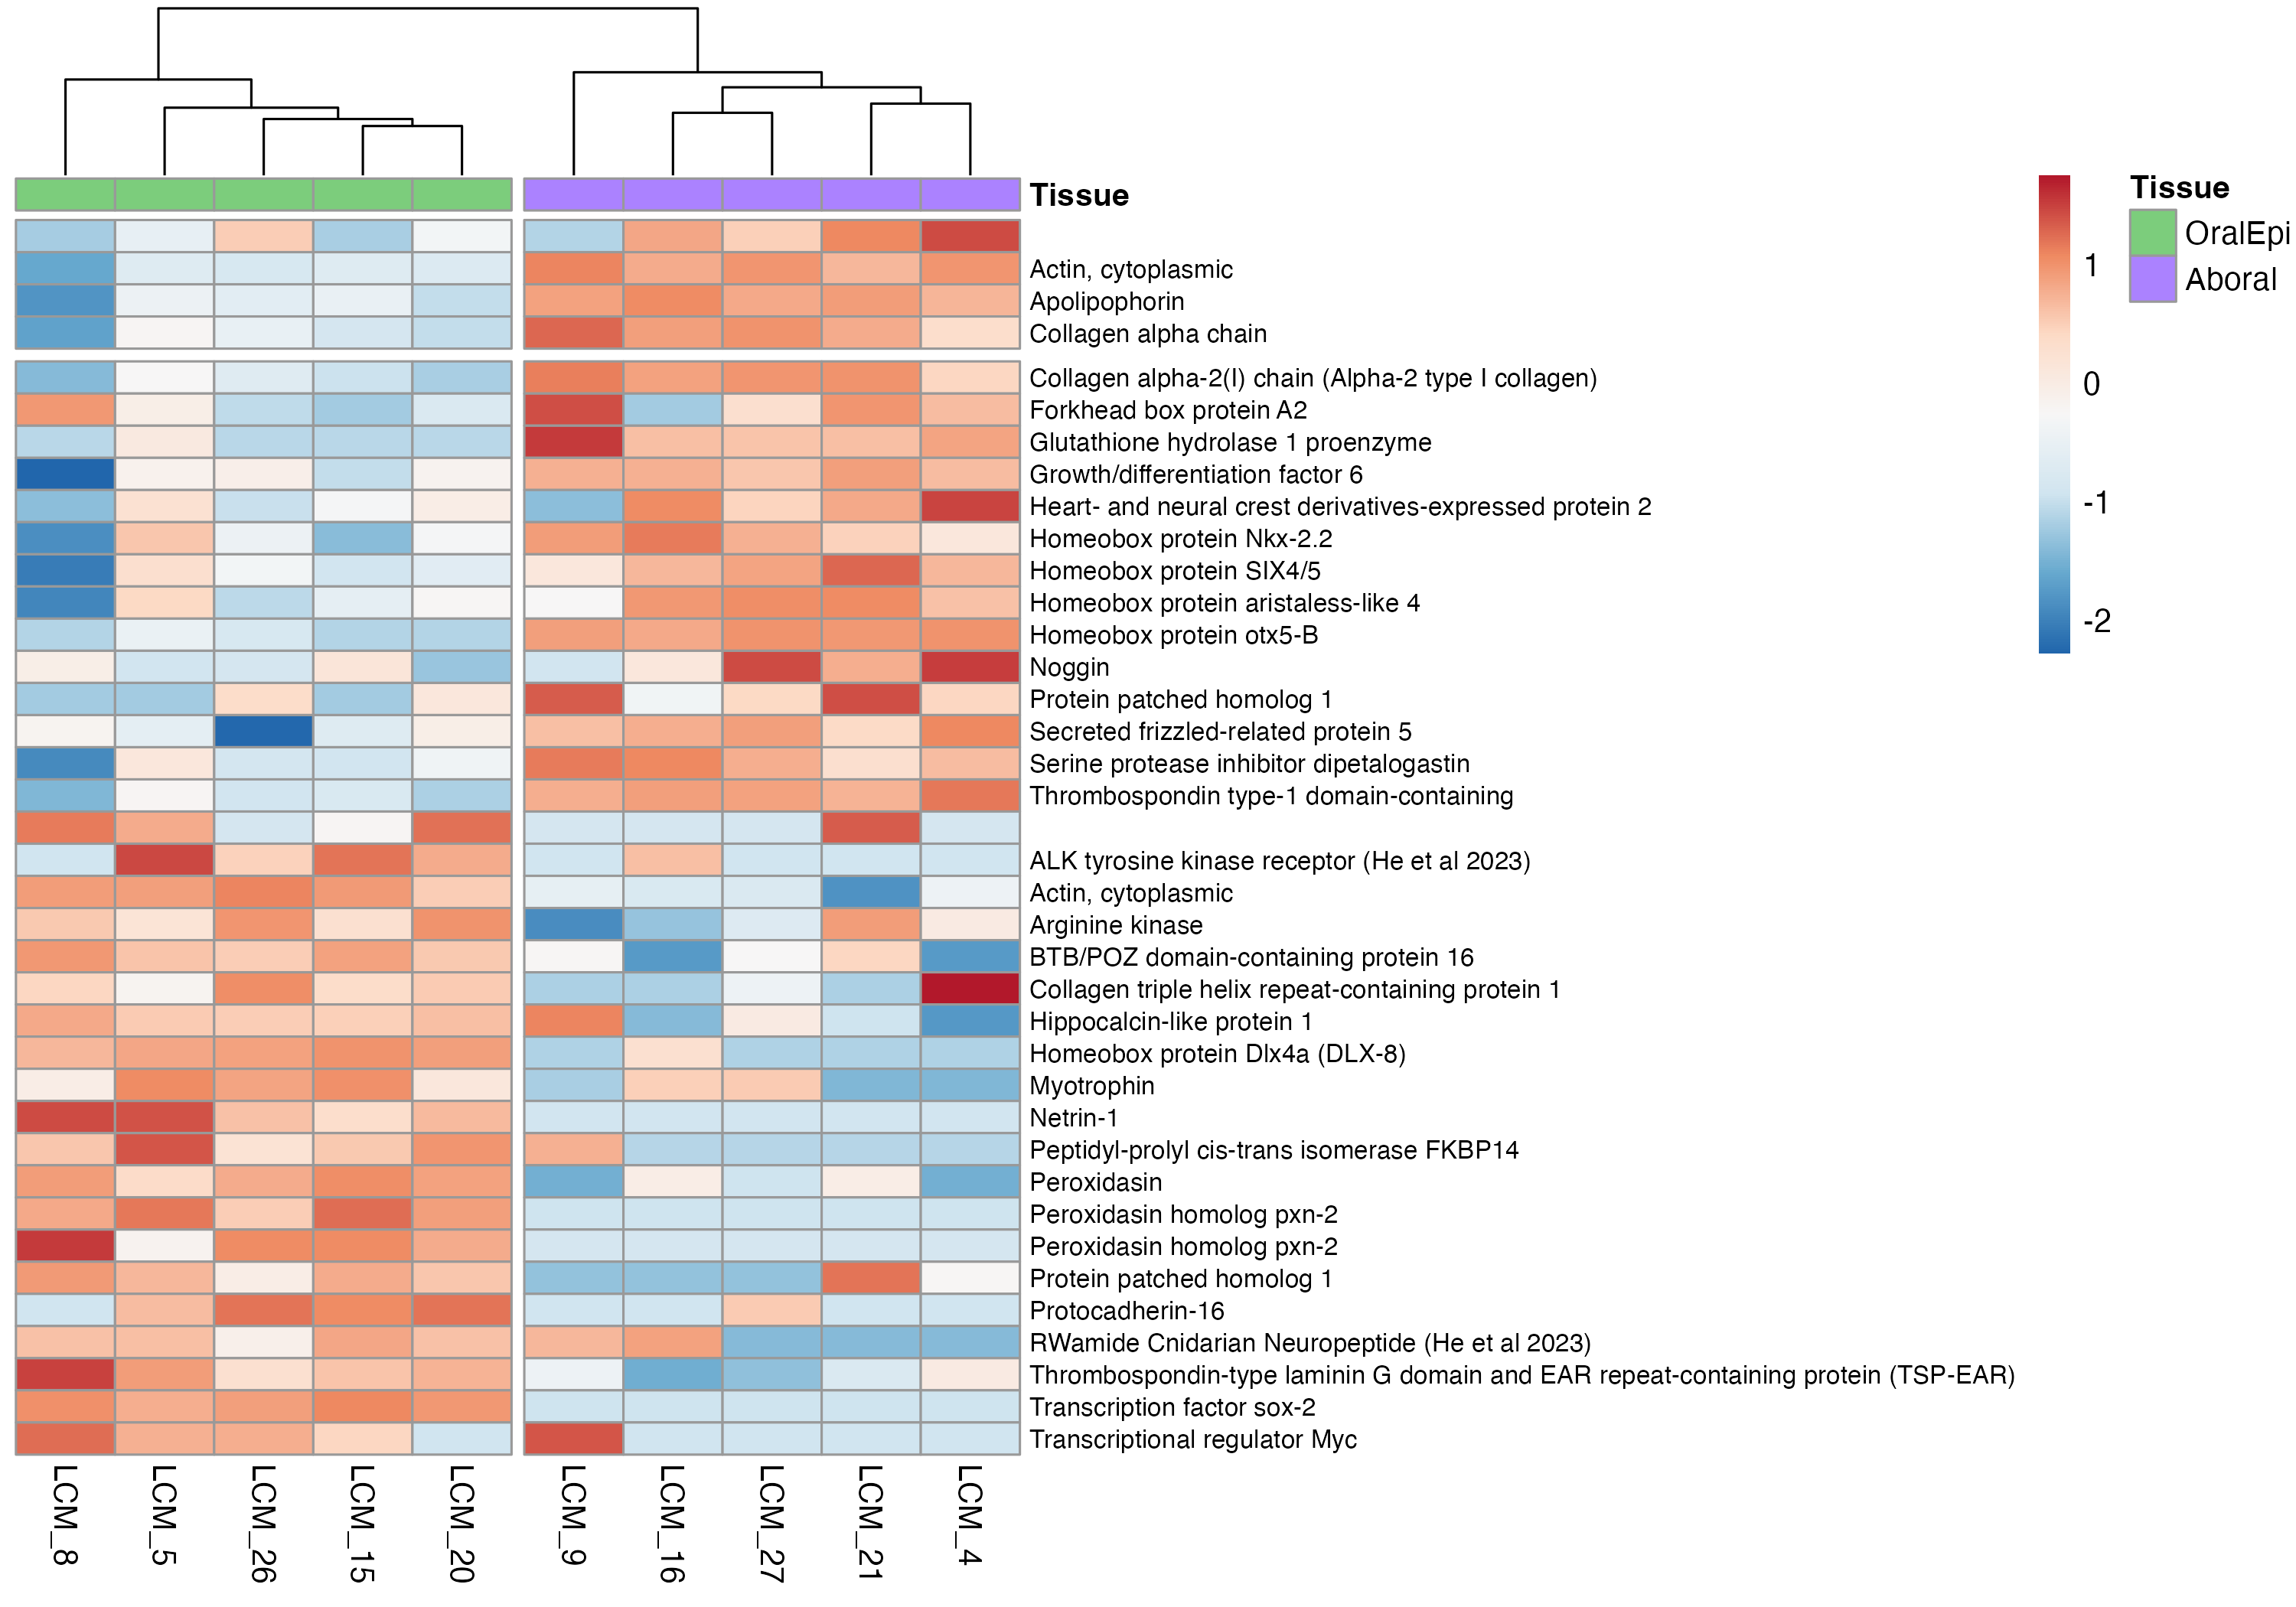 Tissue
Actin, cytoplasmic
Apolipophorin
Collagen alpha chain
Collagen alpha-2(I) chain (Alpha-2 type I collagen)
Forkhead box protein A2
Glutathione hydrolase 1 proenzyme
Growth/differentiation factor 6
Heart- and neural crest derivatives-expressed protein 2
Homeobox protein Nkx-2.2
Homeobox protein SIX4/5
Homeobox protein aristaless-like 4
Homeobox protein otx5-B
Noggin
Protein patched homolog 1
Secreted frizzled-related protein 5
Serine protease inhibitor dipetalogastin
Thrombospondin type-1 domain-containing
ALK tyrosine kinase receptor (He et al 2023)
Actin, cytoplasmic
Arginine kinase
BTB/POZ domain-containing protein 16
Collagen triple helix repeat-containing protein 1
Hippocalcin-like protein 1
Homeobox protein Dlx4a (DLX-8)
Myotrophin
Netrin-1
Peptidyl-prolyl cis-trans isomerase FKBP14
Peroxidasin
Peroxidasin homolog pxn-2
Peroxidasin homolog pxn-2
Protein patched homolog 1
Protocadherin-16
RWamide Cnidarian Neuropeptide (He et al 2023)
Thrombospondin-type laminin G domain and EAR repeat-containing protein (TSP-EAR)
Transcription factor sox-2
Transcriptional regulator Myc
LCM_8
LCM_5
LCM_26
LCM_15
LCM_20
LCM_9
LCM_16
LCM_27
LCM_21
LCM_4
1
0
-1
-2
Tissue
OralEpi
Aboral